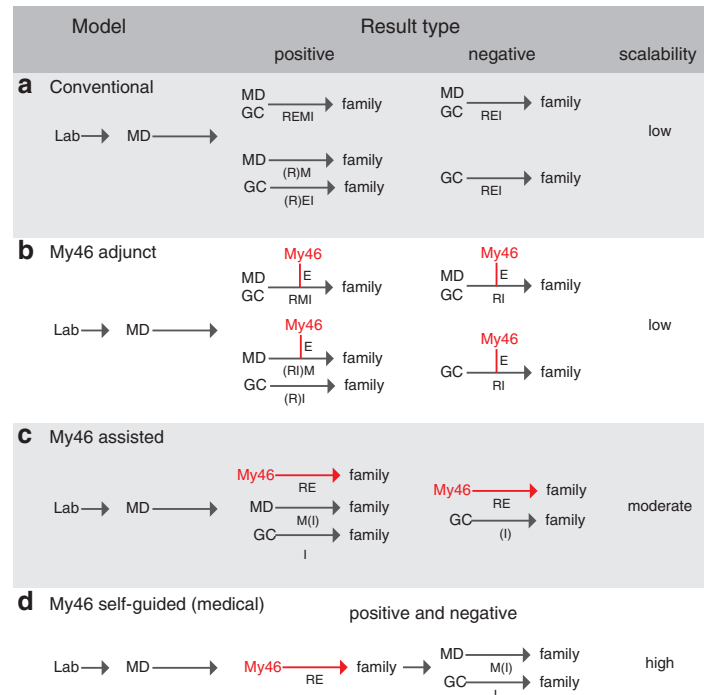 Model Result type
positive negative scalability
a Conventional
MD
GC REMI family
MD
GC REI family
Lab MD
low
MD (R)M family
GC (R)EI family
GC REI family
b My46 adjunct
My46
E
MD
GC RMI family
My46
E
MD
GC RI family
Lab MD
low
My46
E
MD (RI)M family
GC (R)I family
My46
E
GC RI family
c My46 assisted
My46 RE family
MD M(I) family
GC I family
My46 RE family
GC (I) family
Lab MD
moderate
d My46 self-guided (medical)
positive and negative
Lab MD My46 RE family
MD M(I) family
GC family
high